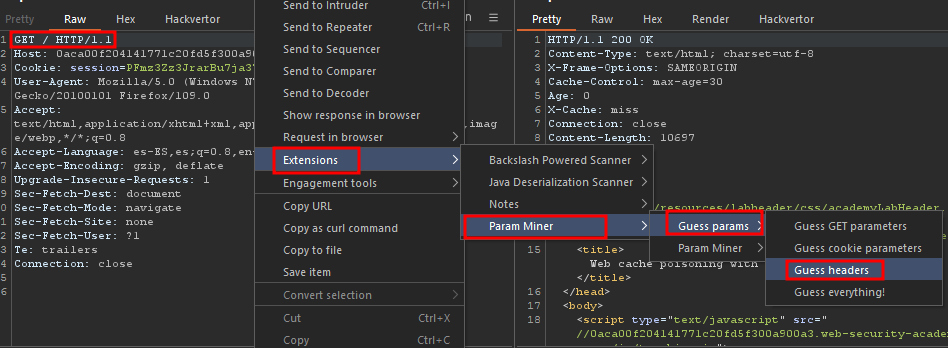 Pretty Raw Hex Hackvertor
1 GET / HTTP/1.1
2 Host: 0aca00f204141771c20fd5f300a90
3 Cookie: session=PFmz3Zz3JrarBu7ja37
4 User-Agent: Mozilla/5.0 (Windows NT
Gecko/20100101 Firefox/109.0
5 Accept:
text/html,application/xhtml+xml,app
e/webp,*/*;q=0.8
6 Accept-Language: es-ES,es;q=0.8,en
7 Accept-Encoding: gzip, deflate
8 Upgrade-Insecure-Requests: 1
9 Sec-Fetch-Dest: document
0 Sec-Fetch-Mode: navigate
1 Sec-Fetch-Site: none
2 Sec-Fetch-User: ?1
3 Te: trailers
4 Connection: close
5
6
Send to Intruder Ctrl+I
Send to Repeater Ctrl+R
Send to Sequencer
Send to Comparer
Send to Decoder
Show response in browser
Request in browser
,imag
Extensions
Engagement tools
Copy URL
Copy as curl command
Copy to file
Save item
Convert selection
Cut Ctrl+X
Copy Ctrl+C
Backslash Powered Scanner
Java Deserialization Scanner
Notes
Param Miner
Guess params
Param Miner
Guess GET parameters
Guess cookie parameters
Guess headers
Guess everything!
Pretty Raw Hex Render Hackvertor
1 HTTP/1.1 200 OK
2 Content-Type: text/html; charset=utf-8
3 X-Frame-Options: SAMEORIGIN
4 Cache-Control: max-age=30
5 Age: 0
6 X-Cache: miss
7 Connection: close
8 Content-Length: 10697
/resources/labheader/css/academyLabHeader
15 <title>
Web cache poisoning with
</title>
16 </head>
17 <body>
18 <script type="text/javascript" src="
//0aca00f204141771c20fd5f300a900a3.web-security-acade